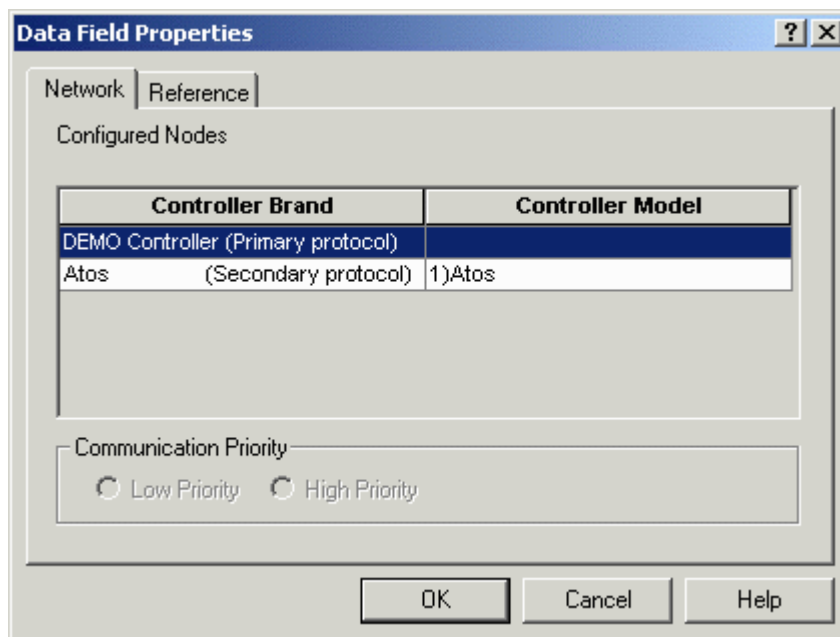 Data Field Properties
Network Reference
Configured Nodes
Controller Brand Controller Model
DEMO Controller (Primary protocol)
Atos (Secondary protocol) 1)Atos
Communication Priority
Low Priority High Priority
OK Cancel Help